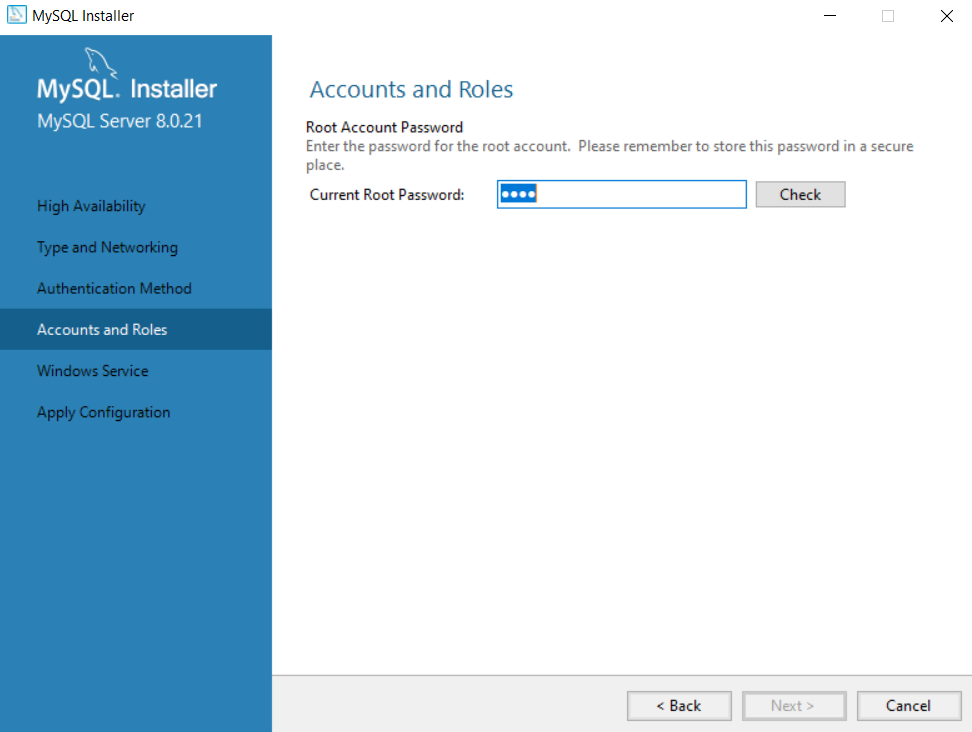 MySQL Installer
MySQL. Installer
MySQL Server 8.0.21
High Availability
Type and Networking
Authentication Method
Accounts and Roles
Windows Service
Apply Configuration
Accounts and Roles
Root Account Password
Enter the password for the root account.  Please remember to store this password in a secure
place.
Current Root Password: Check
< Back Next > Cancel